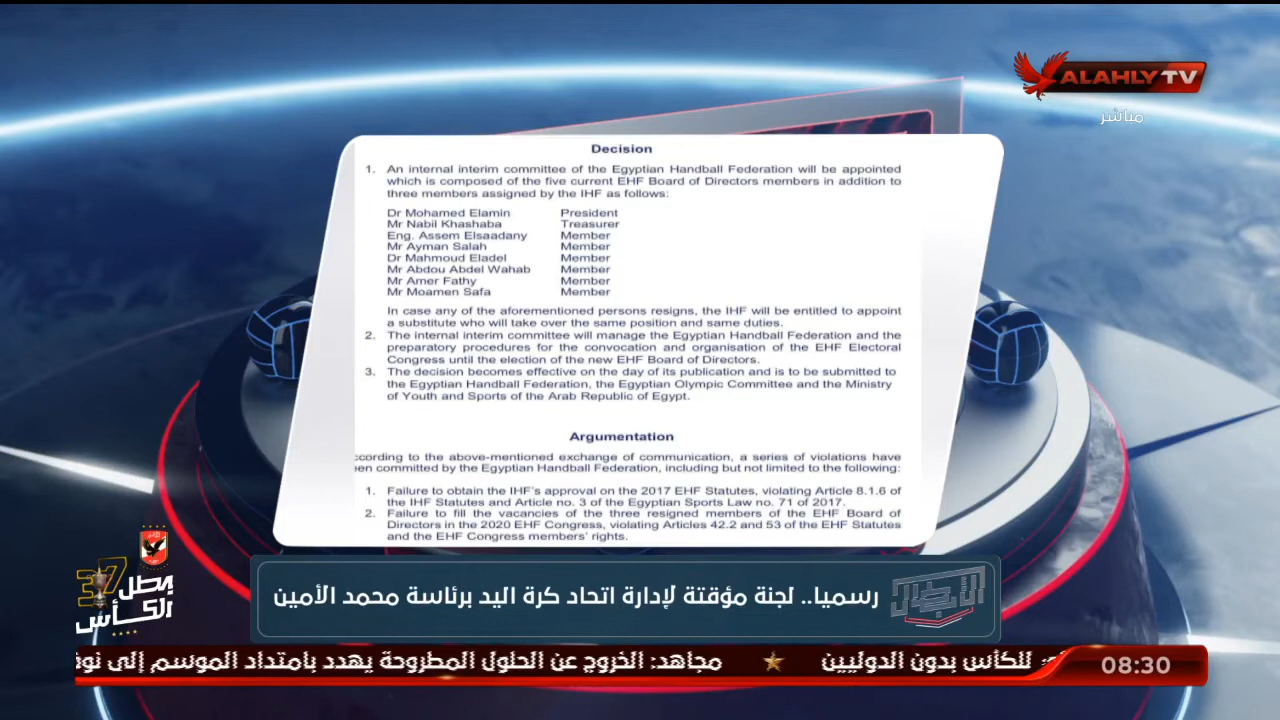 ALAHLY TV
مباشر
Decision
1. An internal interim committee of the Egyptian Handball Federation will be appointed
which is composed of the five current EHF Board of Directors members in addition to
three members assigned by the IHF as follows:
Dr Mohamed Elamin President
Mr Nabil Khashaba Treasurer
Eng. Assem Elsaadany Member
Mr Ayman Salah Member
Dr Mahmoud Eladel Member
Mr Abdou Abdel Wahab Member
Mr Amer Fathy Member
Mr Moamen Safa Member
In case any of the aforementioned persons resigns, the IHF will be entitled to appoint
a substitute who will take over the same position and same duties.
2. The internal interim committee will manage the Egyptian Handball Federation and the
preparatory procedures for the convocation and organisation of the EHF Electoral
Congress until the election of the new EHF Board of Directors.
3. The decision becomes effective on the day of its publication and is to be submitted to
the Egyptian Handball Federation, the Egyptian Olympic Committee and the Ministry
of Youth and Sports of the Arab Republic of Egypt.
Argumentation
ccording to the above-mentioned exchange of communication, a series of violations have
en committed by the Egyptian Handball Federation, including but not limited to the following:
1. Failure to obtain the IHF's approval on the 2017 EHF Statutes, violating Article 8.1.6 of
the IHF Statutes and Article no. 3 of the Egyptian Sports Law no. 71 of 2017.
2. Failure to fill the vacancies of the three resigned members of the EHF Board of
Directors in the 2020 EHF Congress, violating Articles 42.2 and 53 of the EHF Statutes
and the EHF Congress members' rights.
37
بطل
الكأس
رسميا.. لجنة مؤقتة لإدارة اتحاد كرة اليد برئاسة محمد الأمين
للكأس بدون الدوليين ★ مجاهد: الخروج عن الحلول المطروحة يهدد بامتداد الموسم إلى نوف
08:30